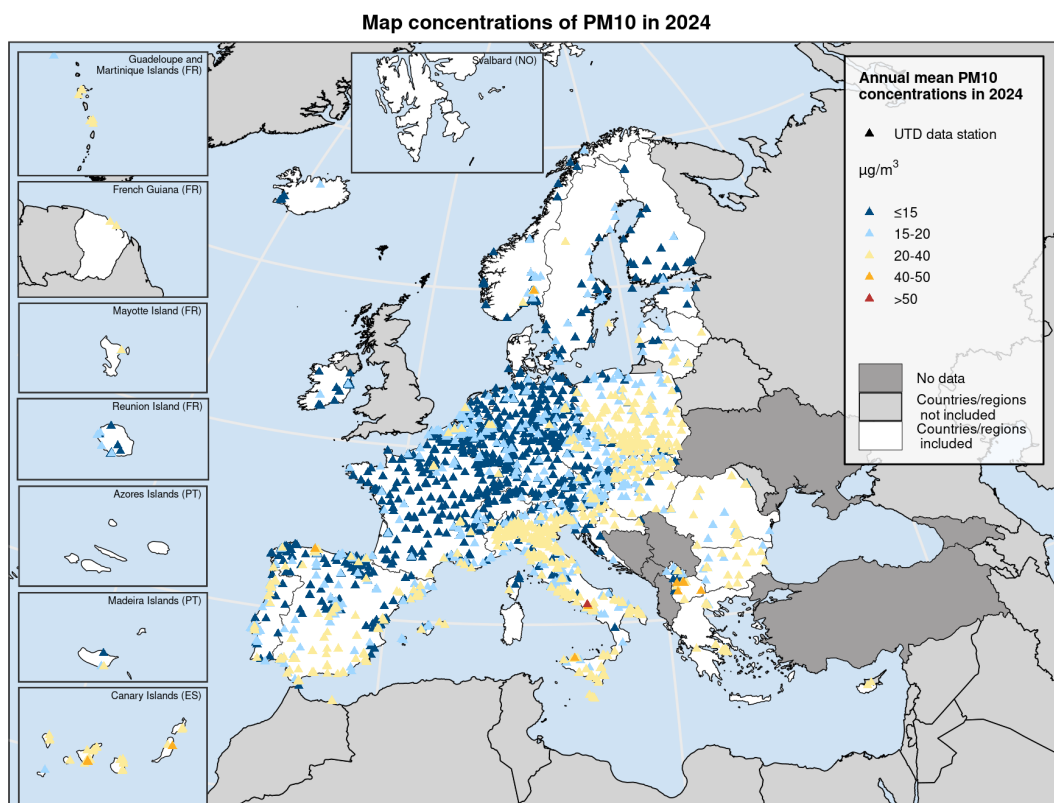 Map concentrations of PM10 in 2024
Guadeloupe and
Martinique Islands (FR)
Svalbard (NO)
French Guiana (FR)
Mayotte Island (FR)
Reunion Island (FR)
Azores Islands (PT)
Madeira Islands (PT)
Canary Islands (ES)
Annual mean PM10
concentrations in 2024
UTD data station
µg/m³
≤15
15-20
20-40
40-50
>50
No data
Countries/regions
not included
Countries/regions
included